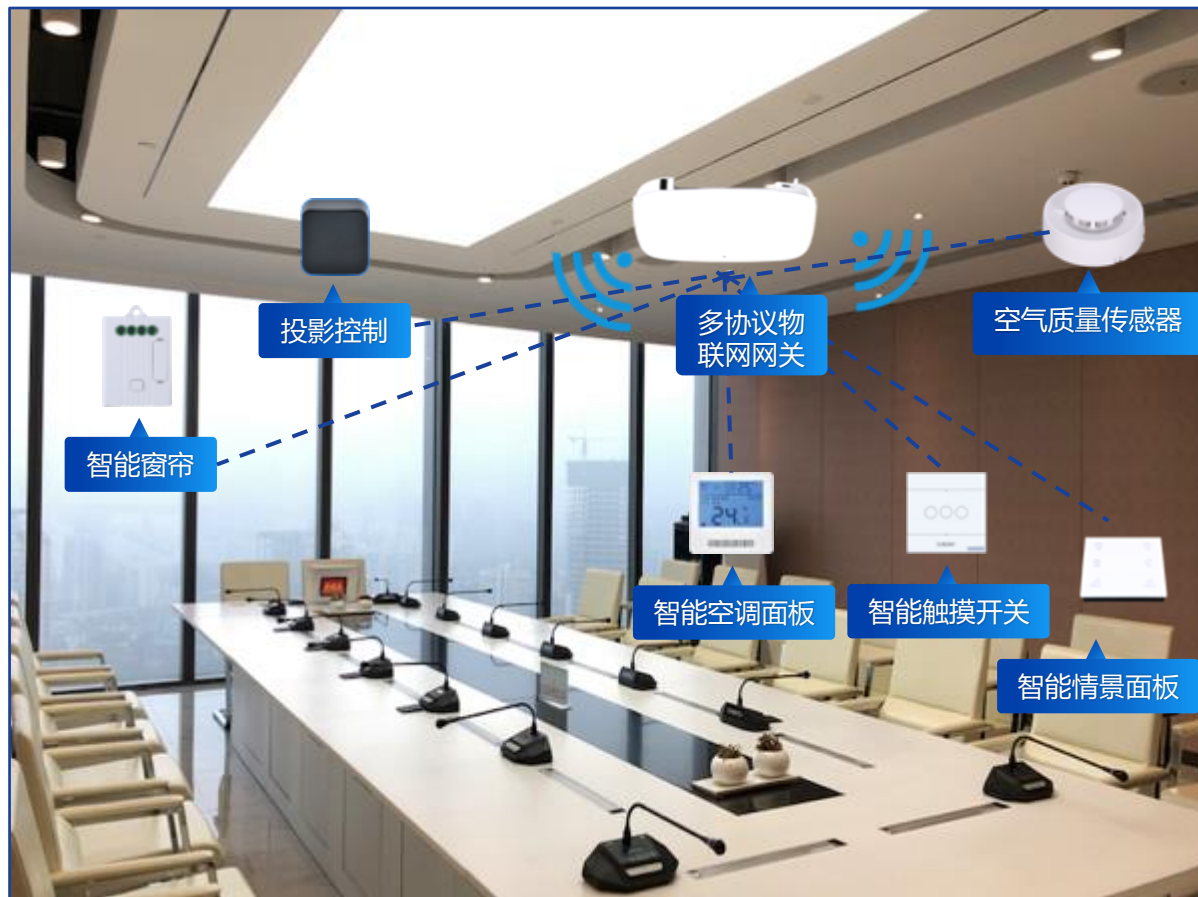 投影控制
多协议物
联网网关
空气质量传感器
智能窗帘
24
智能空调面板
智能触摸开关
智能情景面板